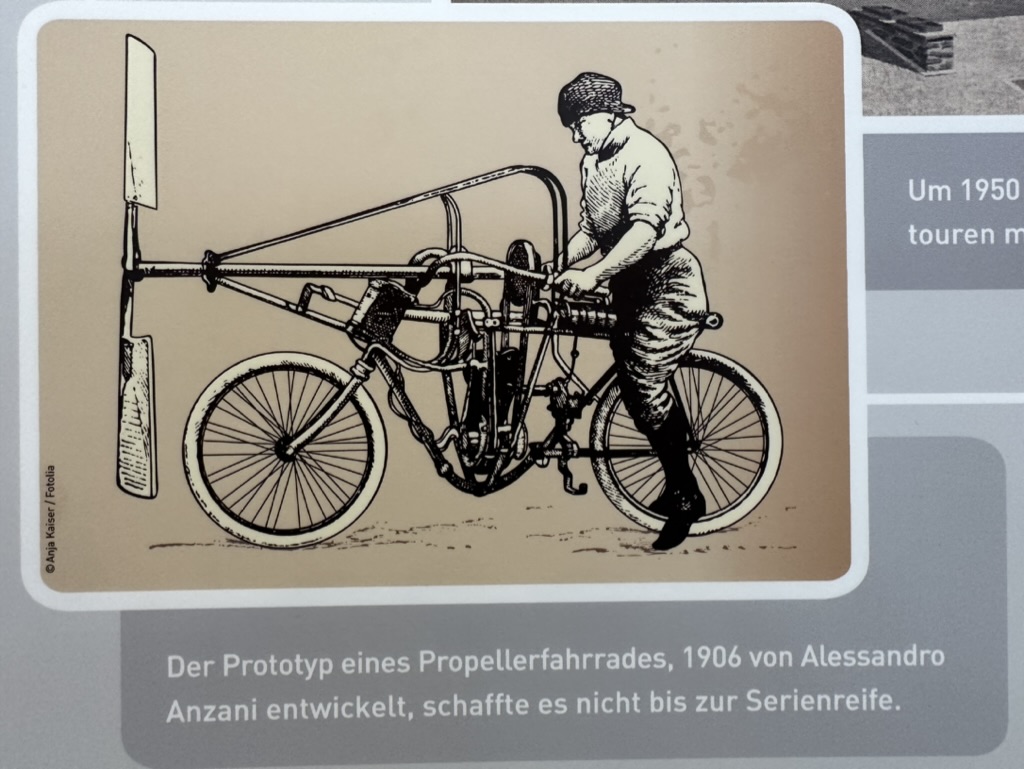 © Anja Kaiser / Fotolia
Um 1950
touren m
Der Prototyp eines Propellerfahrrades, 1906 von Alessandro
Anzani entwickelt, schaffte es nicht bis zur Serienreife.